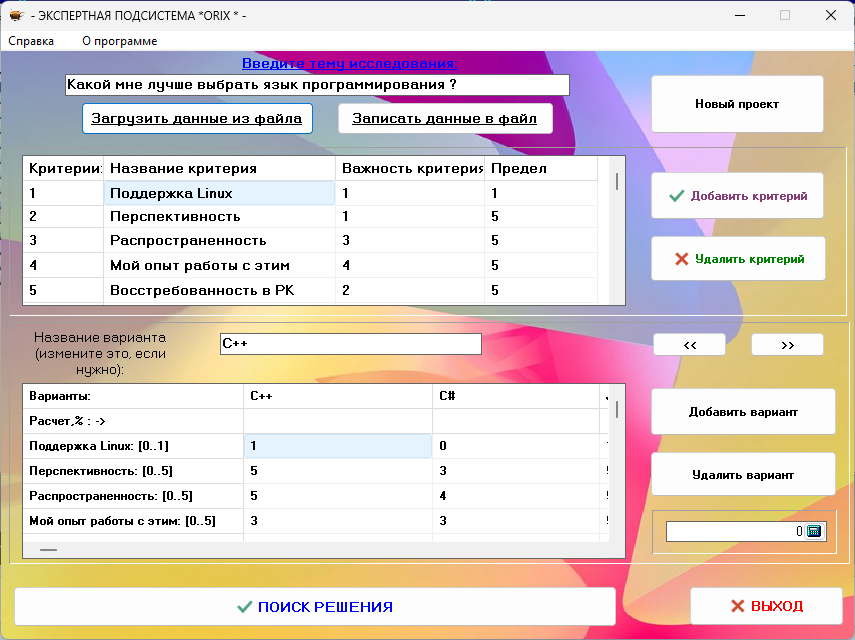 - ЭКСПЕРТНАЯ ПОДСИСТЕМА *ORIX * -
Справка О программе
Введите тему исследования:
Какой мне лучше выбрать язык программирования ?
Новый проект
Загрузить данные из файла Записать данные в файл
Критерии: Название критерия Важность критерия Предел
1 Поддержка Linux 1 1
2 Перспективность 1 5
3 Распространенность 3 5
4 Мой опыт работы с этим 4 5
5 Восстребованность в РК 2 5
Добавить критерий
Удалить критерий
Название варианта
(измените это, если
нужно):
C++
<< >>
Варианты: C++ C#
Расчет,% : ->
Поддержка Linux: [0..1] 1 0
Перспективность: [0..5] 5 3
Распространенность: [0..5] 5 4
Мой опыт работы с этим: [0..5] 3 3
Добавить вариант
Удалить вариант
0
ПОИСК РЕШЕНИЯ
ВЫХОД